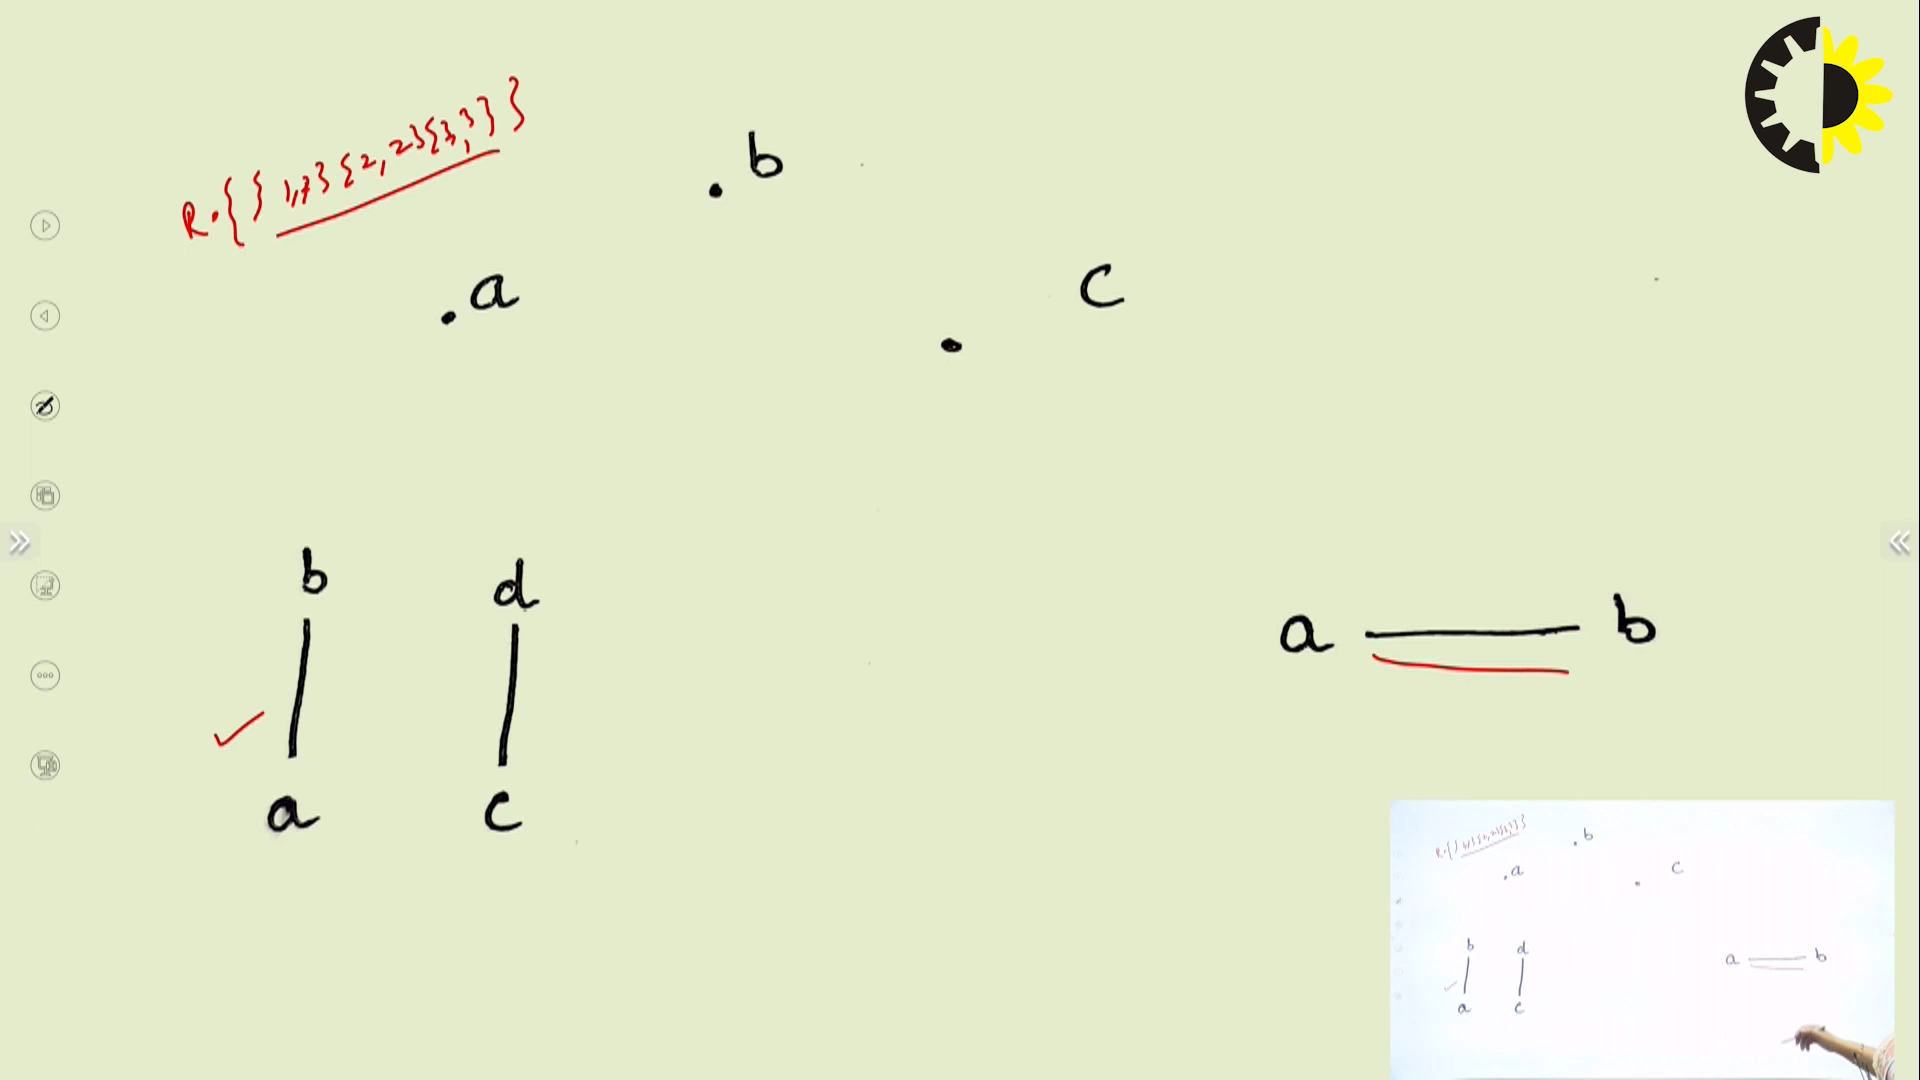 R.{} 1,1}{2,2}{3,3}}
.b
.a
c
b d
a b
a c